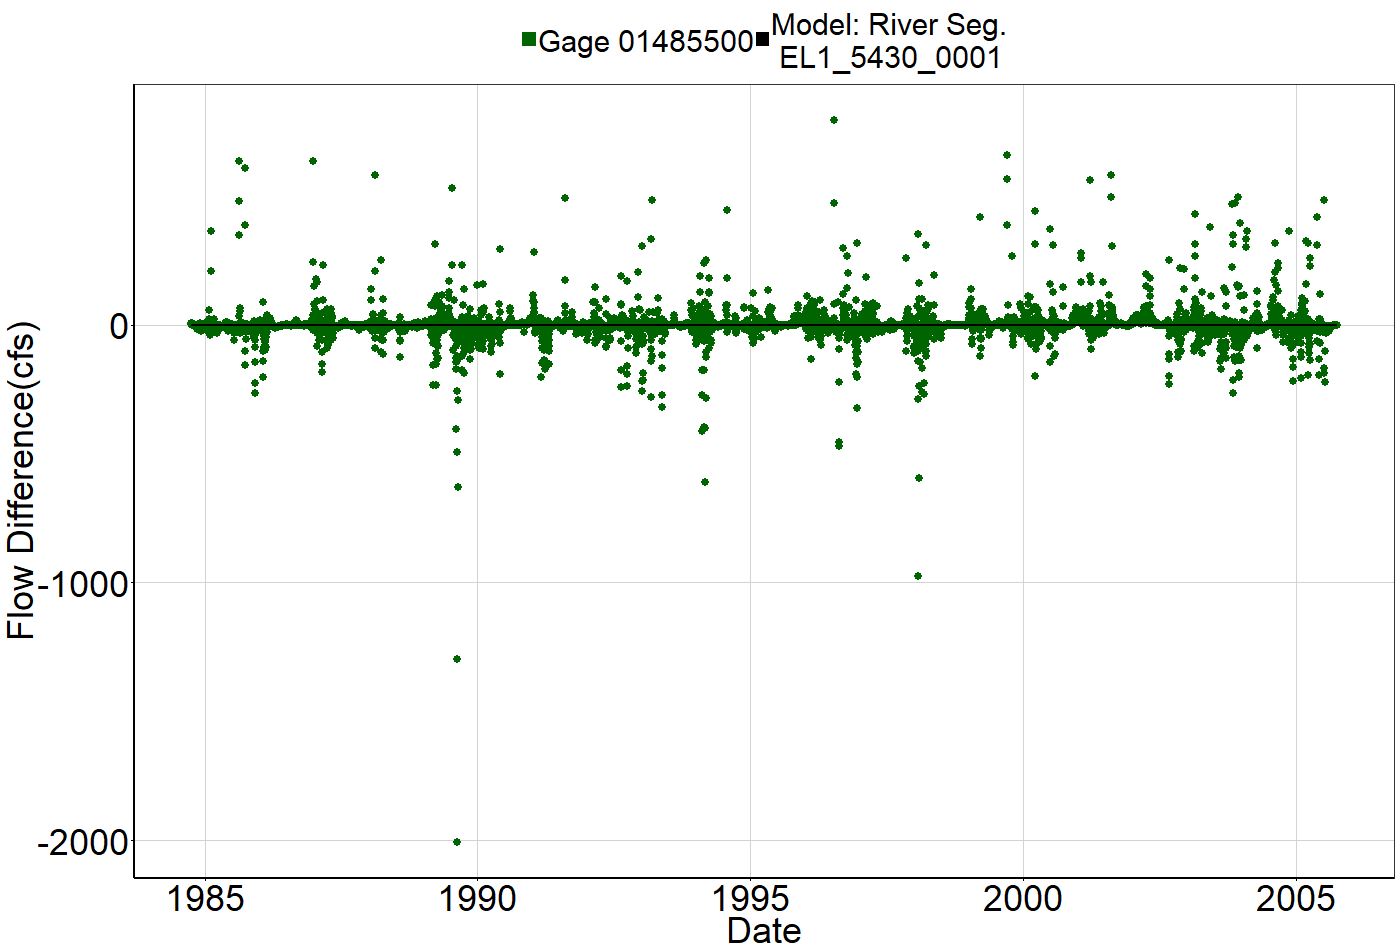 Gage 01485500
Model: River Seg.
EL1_5430_0001
Flow Difference(cfs)
0
-1000
-2000
1985
1990
1995
2000
2005
Date